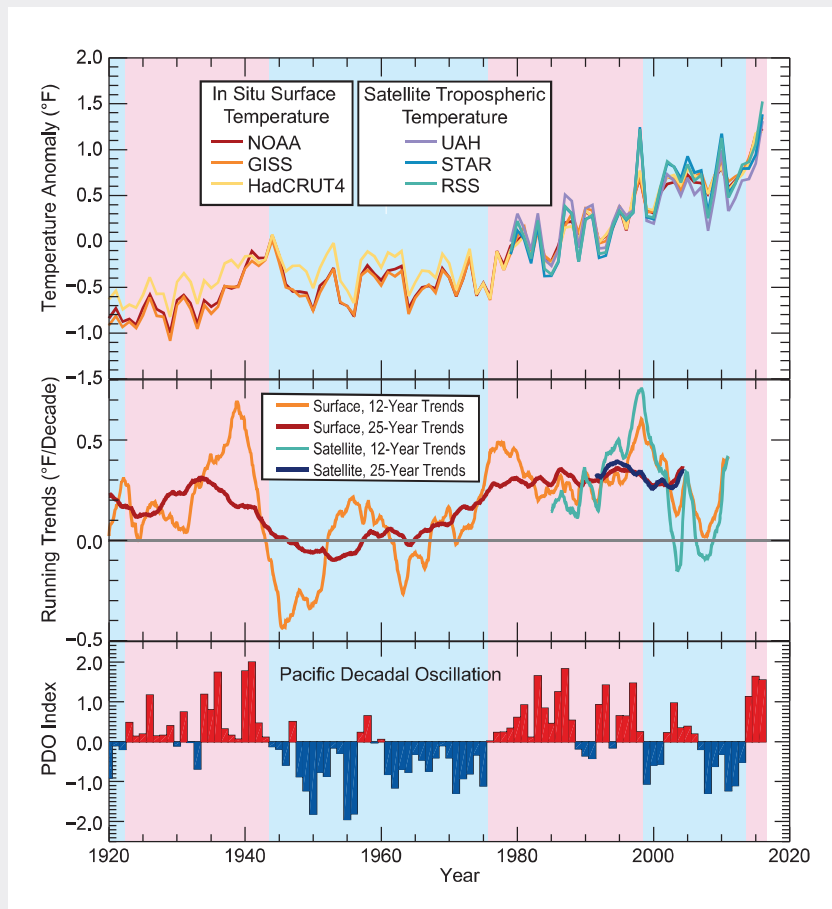 2.0
1.5
1.0
0.5
0.0
−0.5
−1.0
−1.5
Temperature Anomaly (°F)
In Situ Surface
Temperature
NOAA
GISS
HadCRUT4
Satellite Tropospheric
Temperature
UAH
STAR
RSS
0.5
0.0
−0.5
Running Trends (°F/Decade)
Surface, 12-Year Trends
Surface, 25-Year Trends
Satellite, 12-Year Trends
Satellite, 25-Year Trends
2.0
1.0
0.0
−1.0
−2.0
PDO Index
Pacific Decadal Oscillation
1920 1940 1960 1980 2000 2020
Year